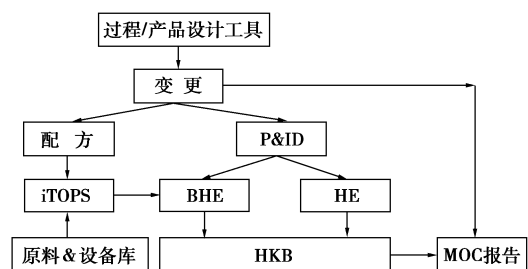 过程/产品设计工具
变 更
配 方
P&ID
iTOPS
BHE
HE
原料&设备库
HKB
MOC报告